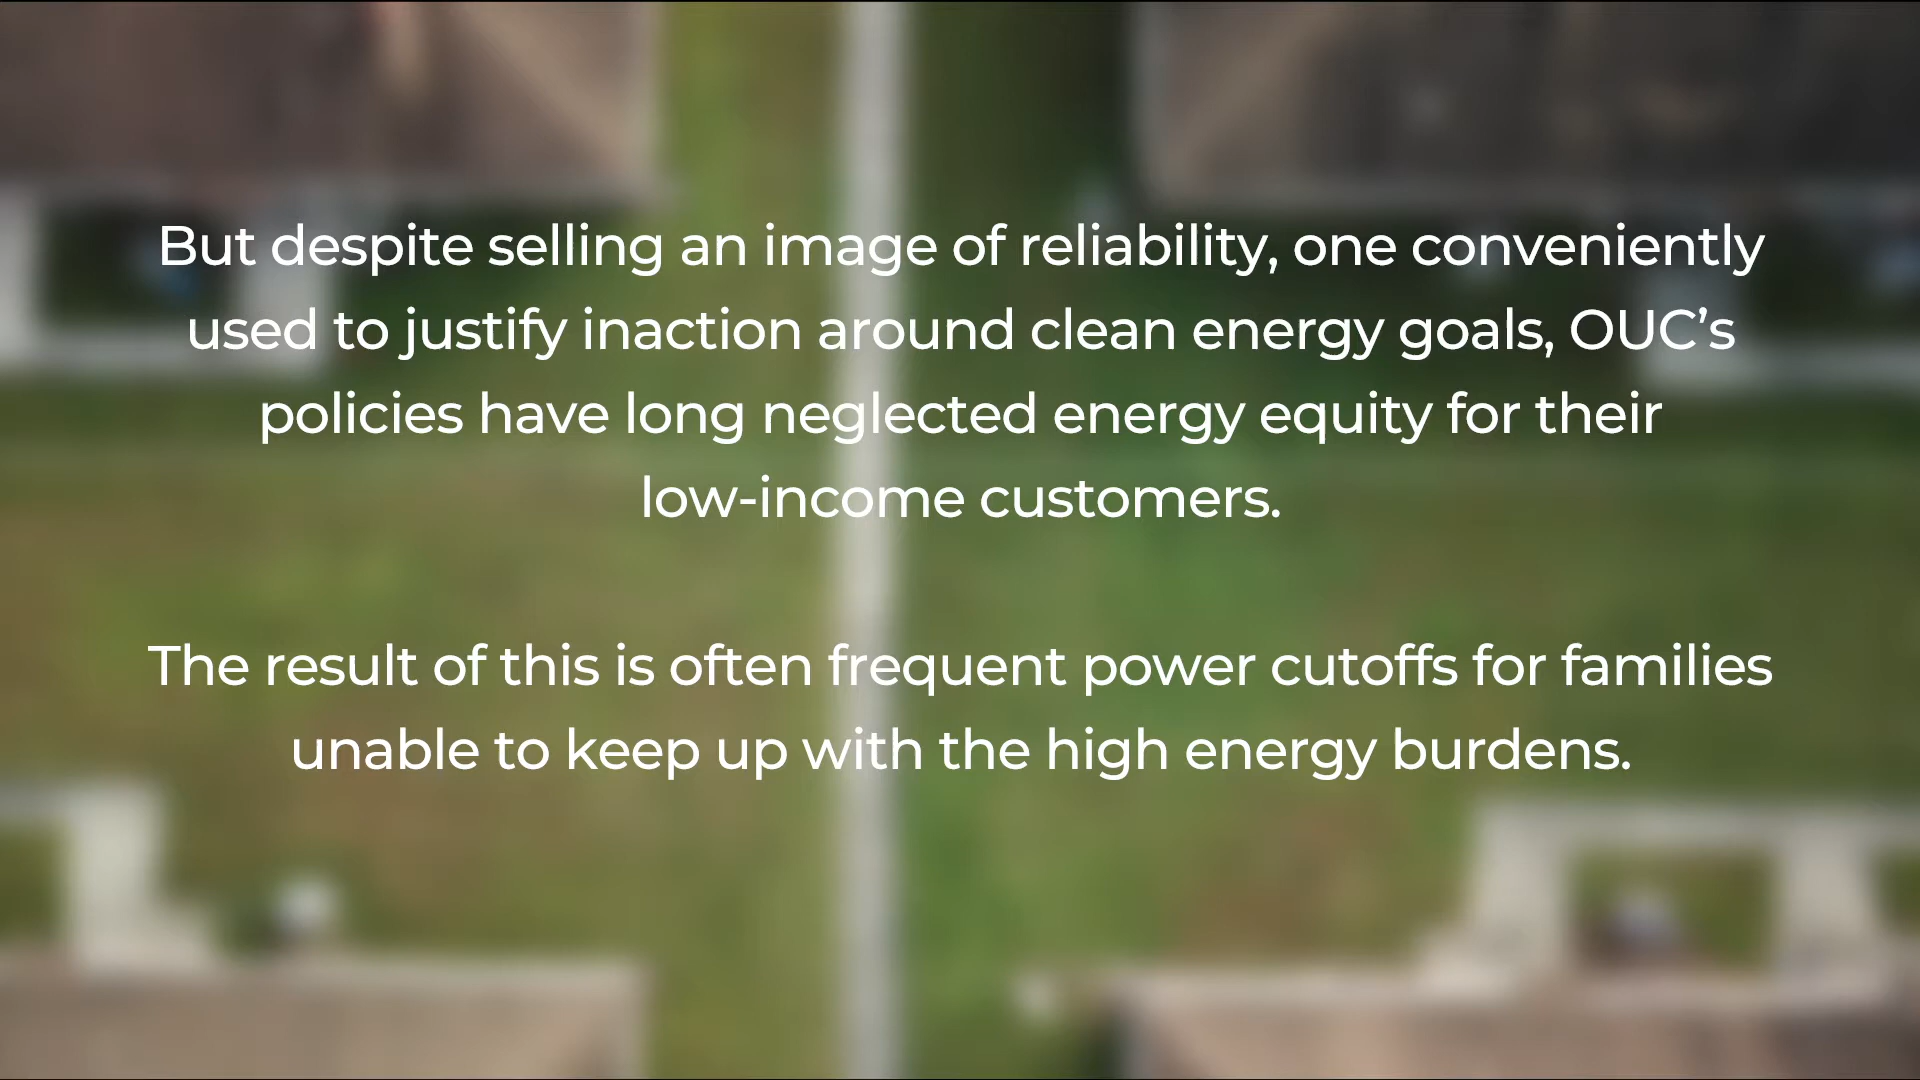 But despite selling an image of reliability, one conveniently
used to justify inaction around clean energy goals, OUC’s
policies have long neglected energy equity for their
low-income customers.
The result of this is often frequent power cutoffs for families
unable to keep up with the high energy burdens.